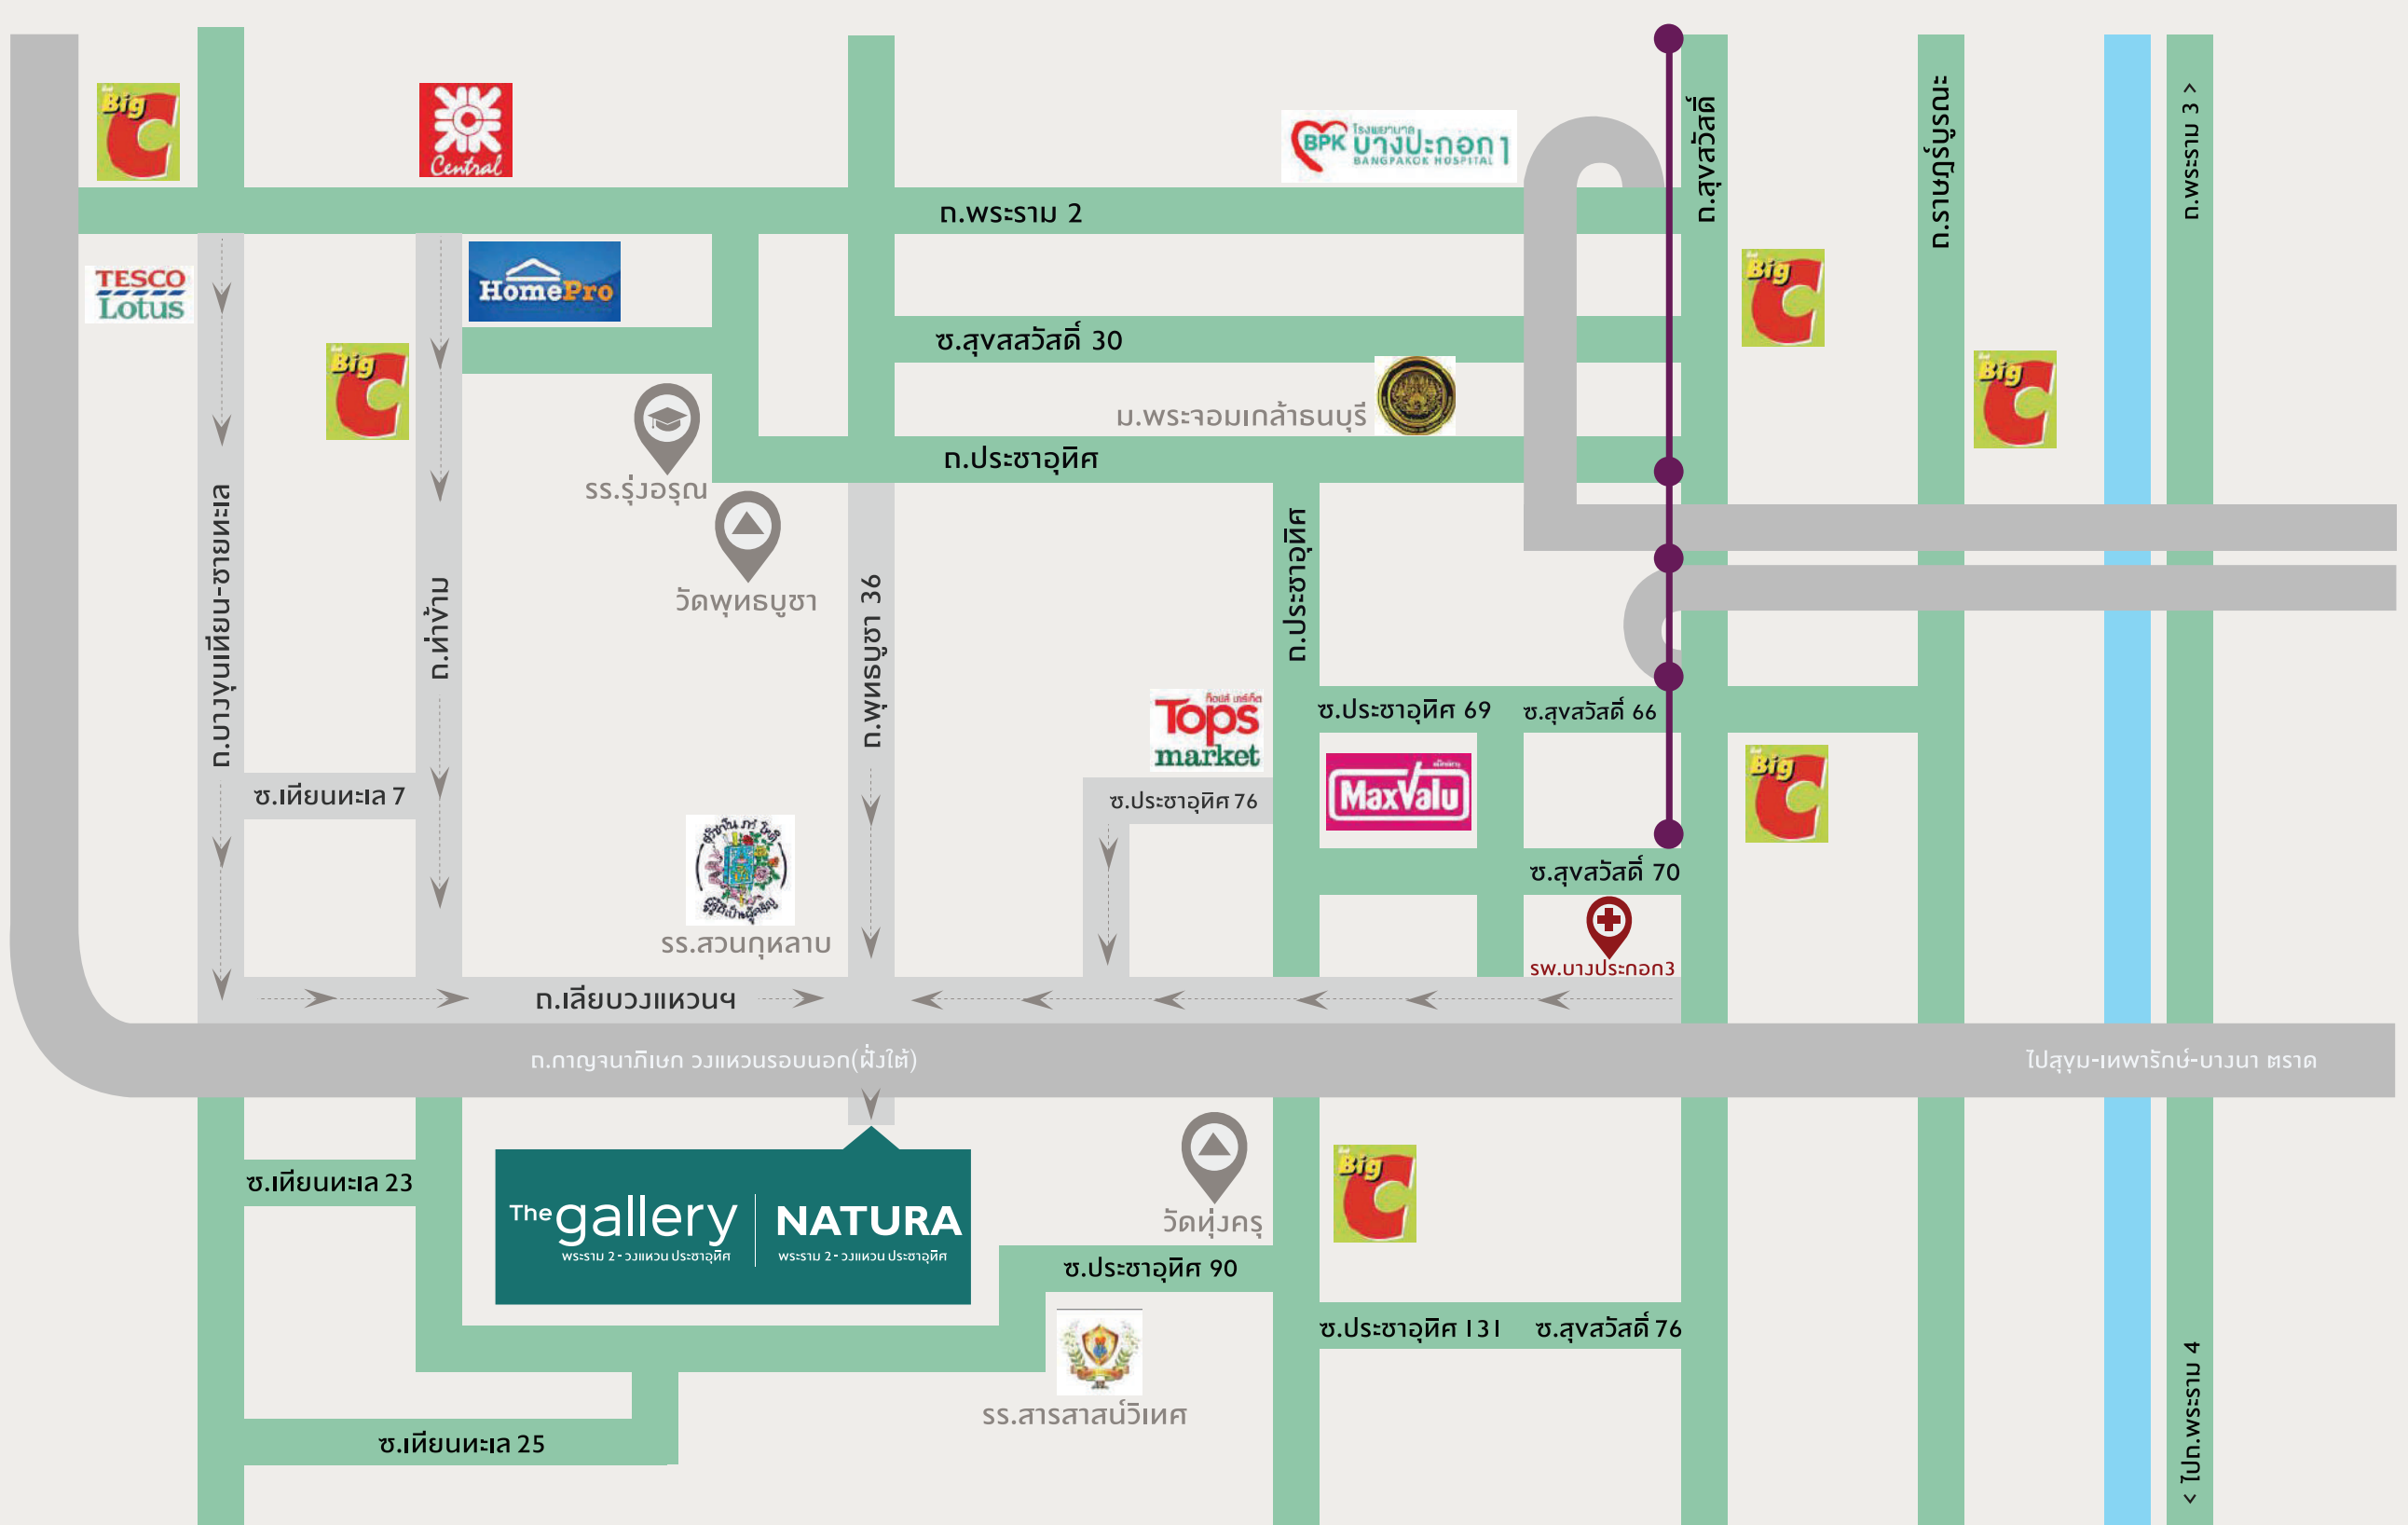 Big C
Central
โรงพยาบาล
BPK บางปะกอก 1
BANGPAKOK HOSPITAL
ถ.สุขสวัสดิ์
ถ.ราษฎร์บูรณะ
ถ.พระราม 3 >
ถ.พระราม 2
TESCO
Lotus
HomePro
Big C
ซ.สุขสสวัสดิ์ 30
Big C
Big C
ม.พระจอมเกล้าธนบุรี
ถ.ประชาอุทิศ
รร.รุ่งอรุณ
วัดพุทธบูชา
ถ.บางขุนเทียน-ชายทะเล
ถ.ท่าข้าม
ถ.พุทธบูชา 36
ถ.ประชาอุทิศ
Tops
market
ซ.ประชาอุทิศ 69
ซ.สุขสวัสดิ์ 66
MaxValu
Big C
ซ.เทียนทะเล 7
ซ.ประชาอุทิศ 76
ซ.สุขสวัสดิ์ 70
รร.สวนกุหลาบ
รพ.บางประกอก3
ถ.เลียบวงแหวนฯ
ถ.กาญจนาภิเษก วงแหวนรอบนอก(ฝั่งใต้)
ไปสุขุม-เทพารักษ์-บางนา ตราด
ซ.เทียนทะเล 23
The gallery
พระราม 2 - วงแหวน ประชาอุทิศ
NATURA
พระราม 2 - วงแหวน ประชาอุทิศ
วัดทุ่งครุ
Big C
ซ.ประชาอุทิศ 90
ซ.ประชาอุทิศ 131
ซ.สุขสวัสดิ์ 76
รร.สารสาสน์วิเทศ
ซ.เทียนทะเล 25
< ไปถ.พระราม 4